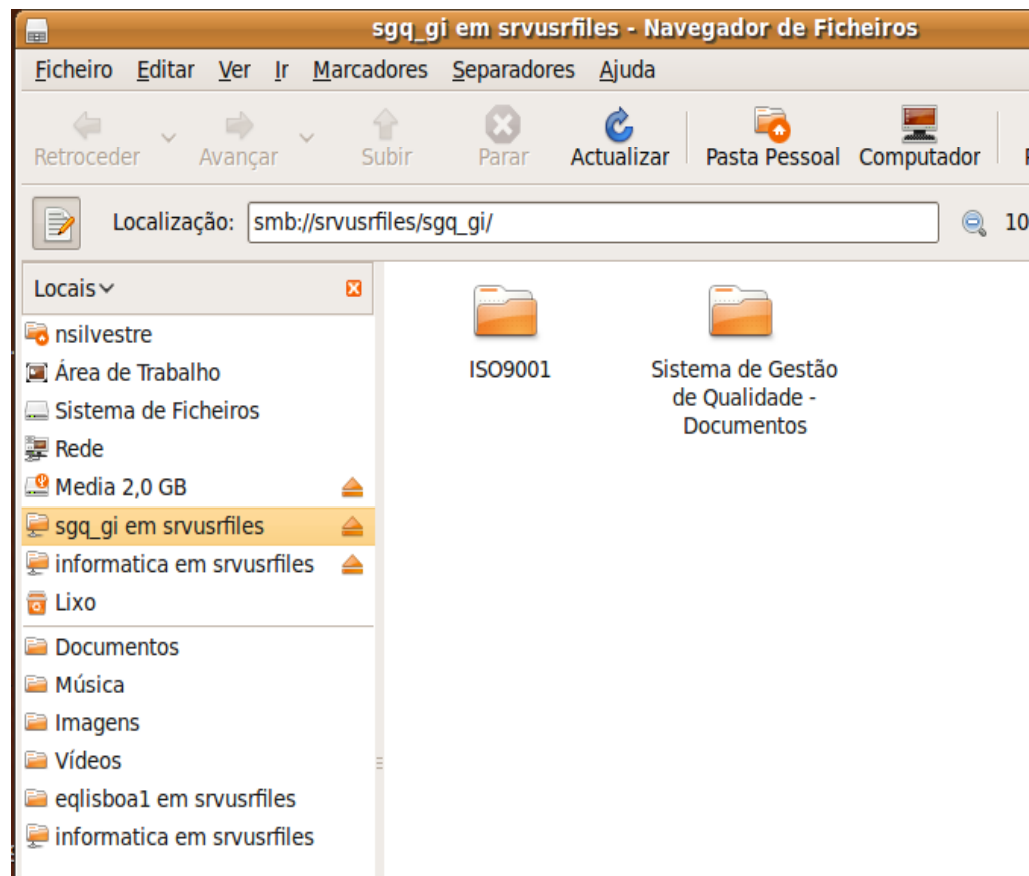 sgq_gi em srvusrfiles - Navegador de Ficheiros
Ficheiro Editar Ver Ir Marcadores Separadores Ajuda
Retroceder Avançar Subir Parar Actualizar Pasta Pessoal Computador
Localização: smb://srvusrfiles/sgq_gi/ 10
Locais
nsilvestre
Área de Trabalho
Sistema de Ficheiros
Rede
Media 2,0 GB
sgq_gi em srvusrfiles
informatica em srvusrfiles
Lixo
Documentos
Música
Imagens
Vídeos
eqlisboa1 em srvusrfiles
informatica em srvusrfiles
ISO9001
Sistema de Gestão
de Qualidade -
Documentos